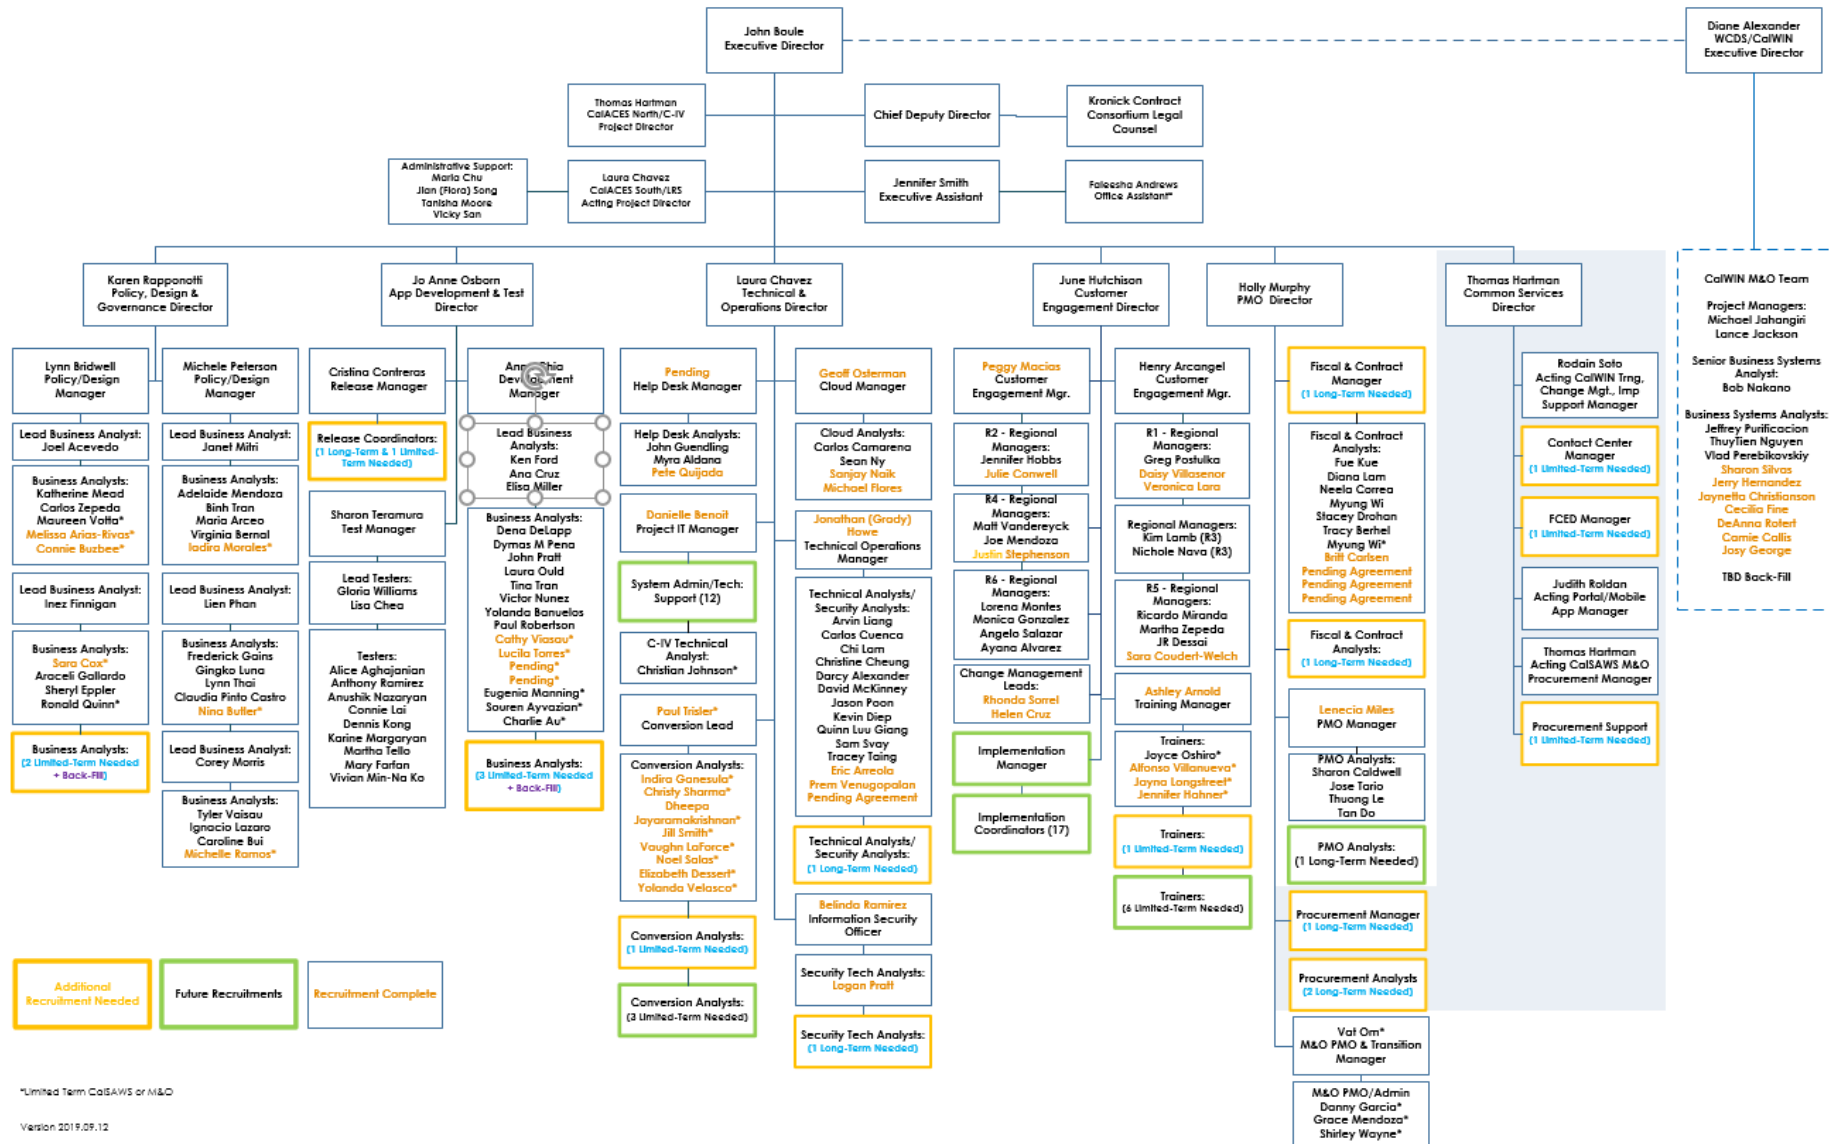 John Boule
Executive Director
Diane Alexander
WCDS/CalWIN
Executive Director
Thomas Hartman
CalACES North/C-IV
Project Director
Chief Deputy Director
Kronick Contract
Consortium Legal
Counsel
Administrative Support:
Maria Chu
Jian (Flora) Song
Tanisha Moore
Vicky San
Laura Chavez
CalACES South/LRS
Acting Project Director
Jennifer Smith
Executive Assistant
Faleesha Andrews
Office Assistant*
Karen Rapponotti
Policy, Design &
Governance Director
Jo Anne Osborn
App Development & Test
Director
Laura Chavez
Technical &
Operations Director
June Hutchison
Customer
Engagement Director
Holly Murphy
PMO Director
Thomas Hartman
Common Services
Director
Lynn Bridwell
Policy/Design
Manager
Lead Business Analyst:
Joel Acevedo
Business Analysts:
Katherine Mead
Carlos Zepeda
Maureen Votta*
Melissa Arias-Rivas*
Connie Buzbee*
Lead Business Analyst:
Inez Finnigan
Business Analysts:
Sara Cox*
Araceli Gallardo
Sheryl Eppler
Ronald Quinn*
Business Analysts:
(2 Limited-Term Needed
+ Back-Fill)
Michele Peterson
Policy/Design
Manager
Lead Business Analyst:
Janet Mitri
Business Analysts:
Adelaide Mendoza
Binh Tran
Maria Arceo
Virginia Bernal
Iadira Morales*
Lead Business Analyst:
Lien Phan
Business Analysts:
Frederick Gains
Gingko Luna
Lynn Thai
Claudia Pinto Castro
Nina Butler*
Lead Business Analyst:
Corey Morris
Business Analysts:
Tyler Vaisau
Ignacio Lazaro
Caroline Bui
Michelle Ramos*
Cristina Contreras
Release Manager
Release Coordinators:
(1 Long-Term & 1 Limited-
Term Needed)
Sharon Teramura
Test Manager
Lead Testers:
Gloria Williams
Lisa Chea
Testers:
Alice Aghajanian
Anthony Ramirez
Anushik Nazaryan
Connie Lai
Dennis Kong
Karine Margaryan
Martha Tello
Mary Farfan
Vivian Min-Na Ko
Manager
Lead Business
Analysts:
Ken Ford
Ana Cruz
Elisa Miller
Business Analysts:
Dena DeLapp
Dymas M Pena
John Pratt
Laura Ould
Tina Tran
Victor Nunez
Yolanda Banuelos
Paul Robertson
Cathy Viasau*
Lucila Torres*
Pending*
Pending*
Eugenia Manning*
Souren Ayvazian*
Charlie Au*
Business Analysts:
(3 Limited-Term Needed
+ Back-Fill)
Pending
Help Desk Manager
Help Desk Analysts:
John Guendling
Myra Aldana
Pete Quijada
Danielle Benoit
Project IT Manager
System Admin/Tech:
Support (12)
C-IV Technical
Analyst:
Christian Johnson*
Paul Trisler*
Conversion Lead
Conversion Analysts:
Indira Ganesula*
Christy Sharma*
Dheepa
Jayaramakrishnan*
Jill Smith*
Vaughn LaForce*
Noel Salas*
Elizabeth Dessert*
Yolanda Velasco*
Conversion Analysts:
(1 Limited-Term Needed)
Conversion Analysts:
(3 Limited-Term Needed)
Geoff Osterman
Cloud Manager
Cloud Analysts:
Carlos Camarena
Sean Ny
Sanjay Naik
Michael Flores
Jonathan (Grady)
Howe
Technical Operations
Manager
Technical Analysts/
Security Analysts:
Arvin Liang
Carlos Cuenca
Chi Lam
Christine Cheung
Darcy Alexander
David McKinney
Jason Poon
Kevin Diep
Quinn Luu Giang
Sam Svay
Tracey Taing
Eric Arreola
Prem Venugopalan
Pending Agreement
Technical Analysts/
Security Analysts:
(1 Long-Term Needed)
Belinda Ramirez
Information Security
Officer
Security Tech Analysts:
Logan Pratt
Security Tech Analysts:
(1 Long-Term Needed)
Peggy Macias
Customer
Engagement Mgr.
R2 - Regional
Managers:
Jennifer Hobbs
Julie Conwell
R4 - Regional
Managers:
Matt Vandereyck
Joe Mendoza
Justin Stephenson
R6 - Regional
Managers:
Lorena Montes
Monica Gonzalez
Angelo Salazar
Ayana Alvarez
Change Management
Leads:
Rhonda Sorrel
Helen Cruz
Implementation
Manager
Implementation
Coordinators (17)
Henry Arcangel
Customer
Engagement Mgr.
R1 - Regional
Managers:
Greg Postulka
Daisy Villasenor
Veronica Lara
Regional Managers:
Kim Lamb (R3)
Nichole Nava (R3)
R5 - Regional
Managers:
Ricardo Miranda
Martha Zepeda
JR Dessai
Sara Coudert-Welch
Ashley Arnold
Training Manager
Trainers:
Joyce Oshiro*
Alfonso Villanueva*
Jayna Longstreet*
Jennifer Hahner*
Trainers:
(1 Limited-Term Needed)
Trainers:
(6 Limited-Term Needed)
Fiscal & Contract
Manager
(1 Long-Term Needed)
Fiscal & Contract
Analysts:
Fue Kue
Diana Lam
Neela Correa
Myung Wi
Stacey Drohan
Tracy Berhel
Myung Wi*
Britt Carlsen
Pending Agreement
Pending Agreement
Pending Agreement
Fiscal & Contract
Analysts:
(1 Long-Term Needed)
Lenecia Miles
PMO Manager
PMO Analysts:
Sharon Caldwell
Jose Tario
Thuong Le
Tan Do
PMO Analysts:
(1 Long-Term Needed)
Procurement Manager
(1 Long-Term Needed)
Procurement Analysts
(2 Long-Term Needed)
Vat Om*
M&O PMO & Transition
Manager
M&O PMO/Admin
Danny Garcia*
Grace Mendoza*
Shirley Wayne*
Rodain Soto
Acting CalWIN Trng,
Change Mgt., Imp
Support Manager
Contact Center
Manager
(1 Limited-Term Needed)
FCED Manager
(1 Limited-Term Needed)
Judith Roldan
Acting Portal/Mobile
App Manager
Thomas Hartman
Acting CalSAWS M&O
Procurement Manager
Procurement Support
(1 Limited-Term Needed)
CalWIN M&O Team
Project Managers:
Michael Jahangiri
Lance Jackson
Senior Business Systems
Analyst:
Bob Nakano
Business Systems Analysts:
Jeffrey Purificacion
ThuyTien Nguyen
Vlad Perebikovskiy
Sharon Silvas
Jerry Hernandez
Jaynetta Christianson
Cecilia Fine
DeAnna Rotert
Camie Callis
Josy George
TBD Back-Fill
Additional
Recruitment Needed
Future Recruitments
Recruitment Complete
*Limited Term CalSAWS or M&O
Version 2019.09.12